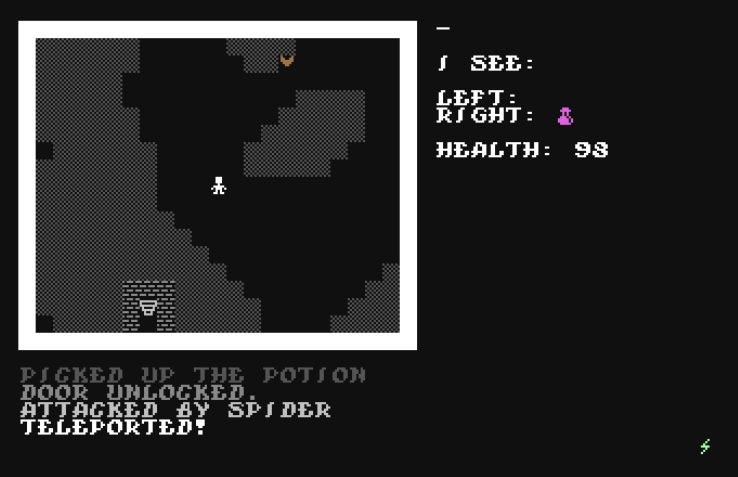 I SEE:
LEFT:
RIGHT:
HEALTH: 98
PICKED UP THE POTION
DOOR UNLOCKED.
ATTACKED BY SPIDER
TELEPORTED!